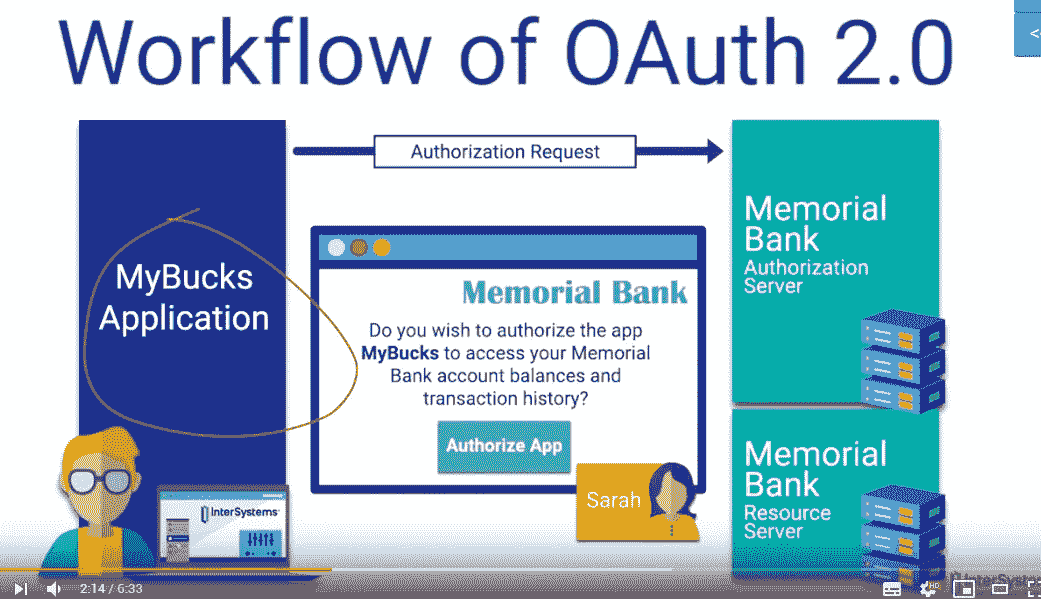 Workflow of OAuth 2.0
Authorization Request
MyBucks
Application
Memorial Bank
Do you wish to authorize the app
MyBucks to access your Memorial
Bank account balances and
transaction history?
Authorize App
Sarah
Memorial
Bank
Authorization
Server
Memorial
Bank
Resource
Server
InterSystems
2:14 / 6:33
HD
InterSystems